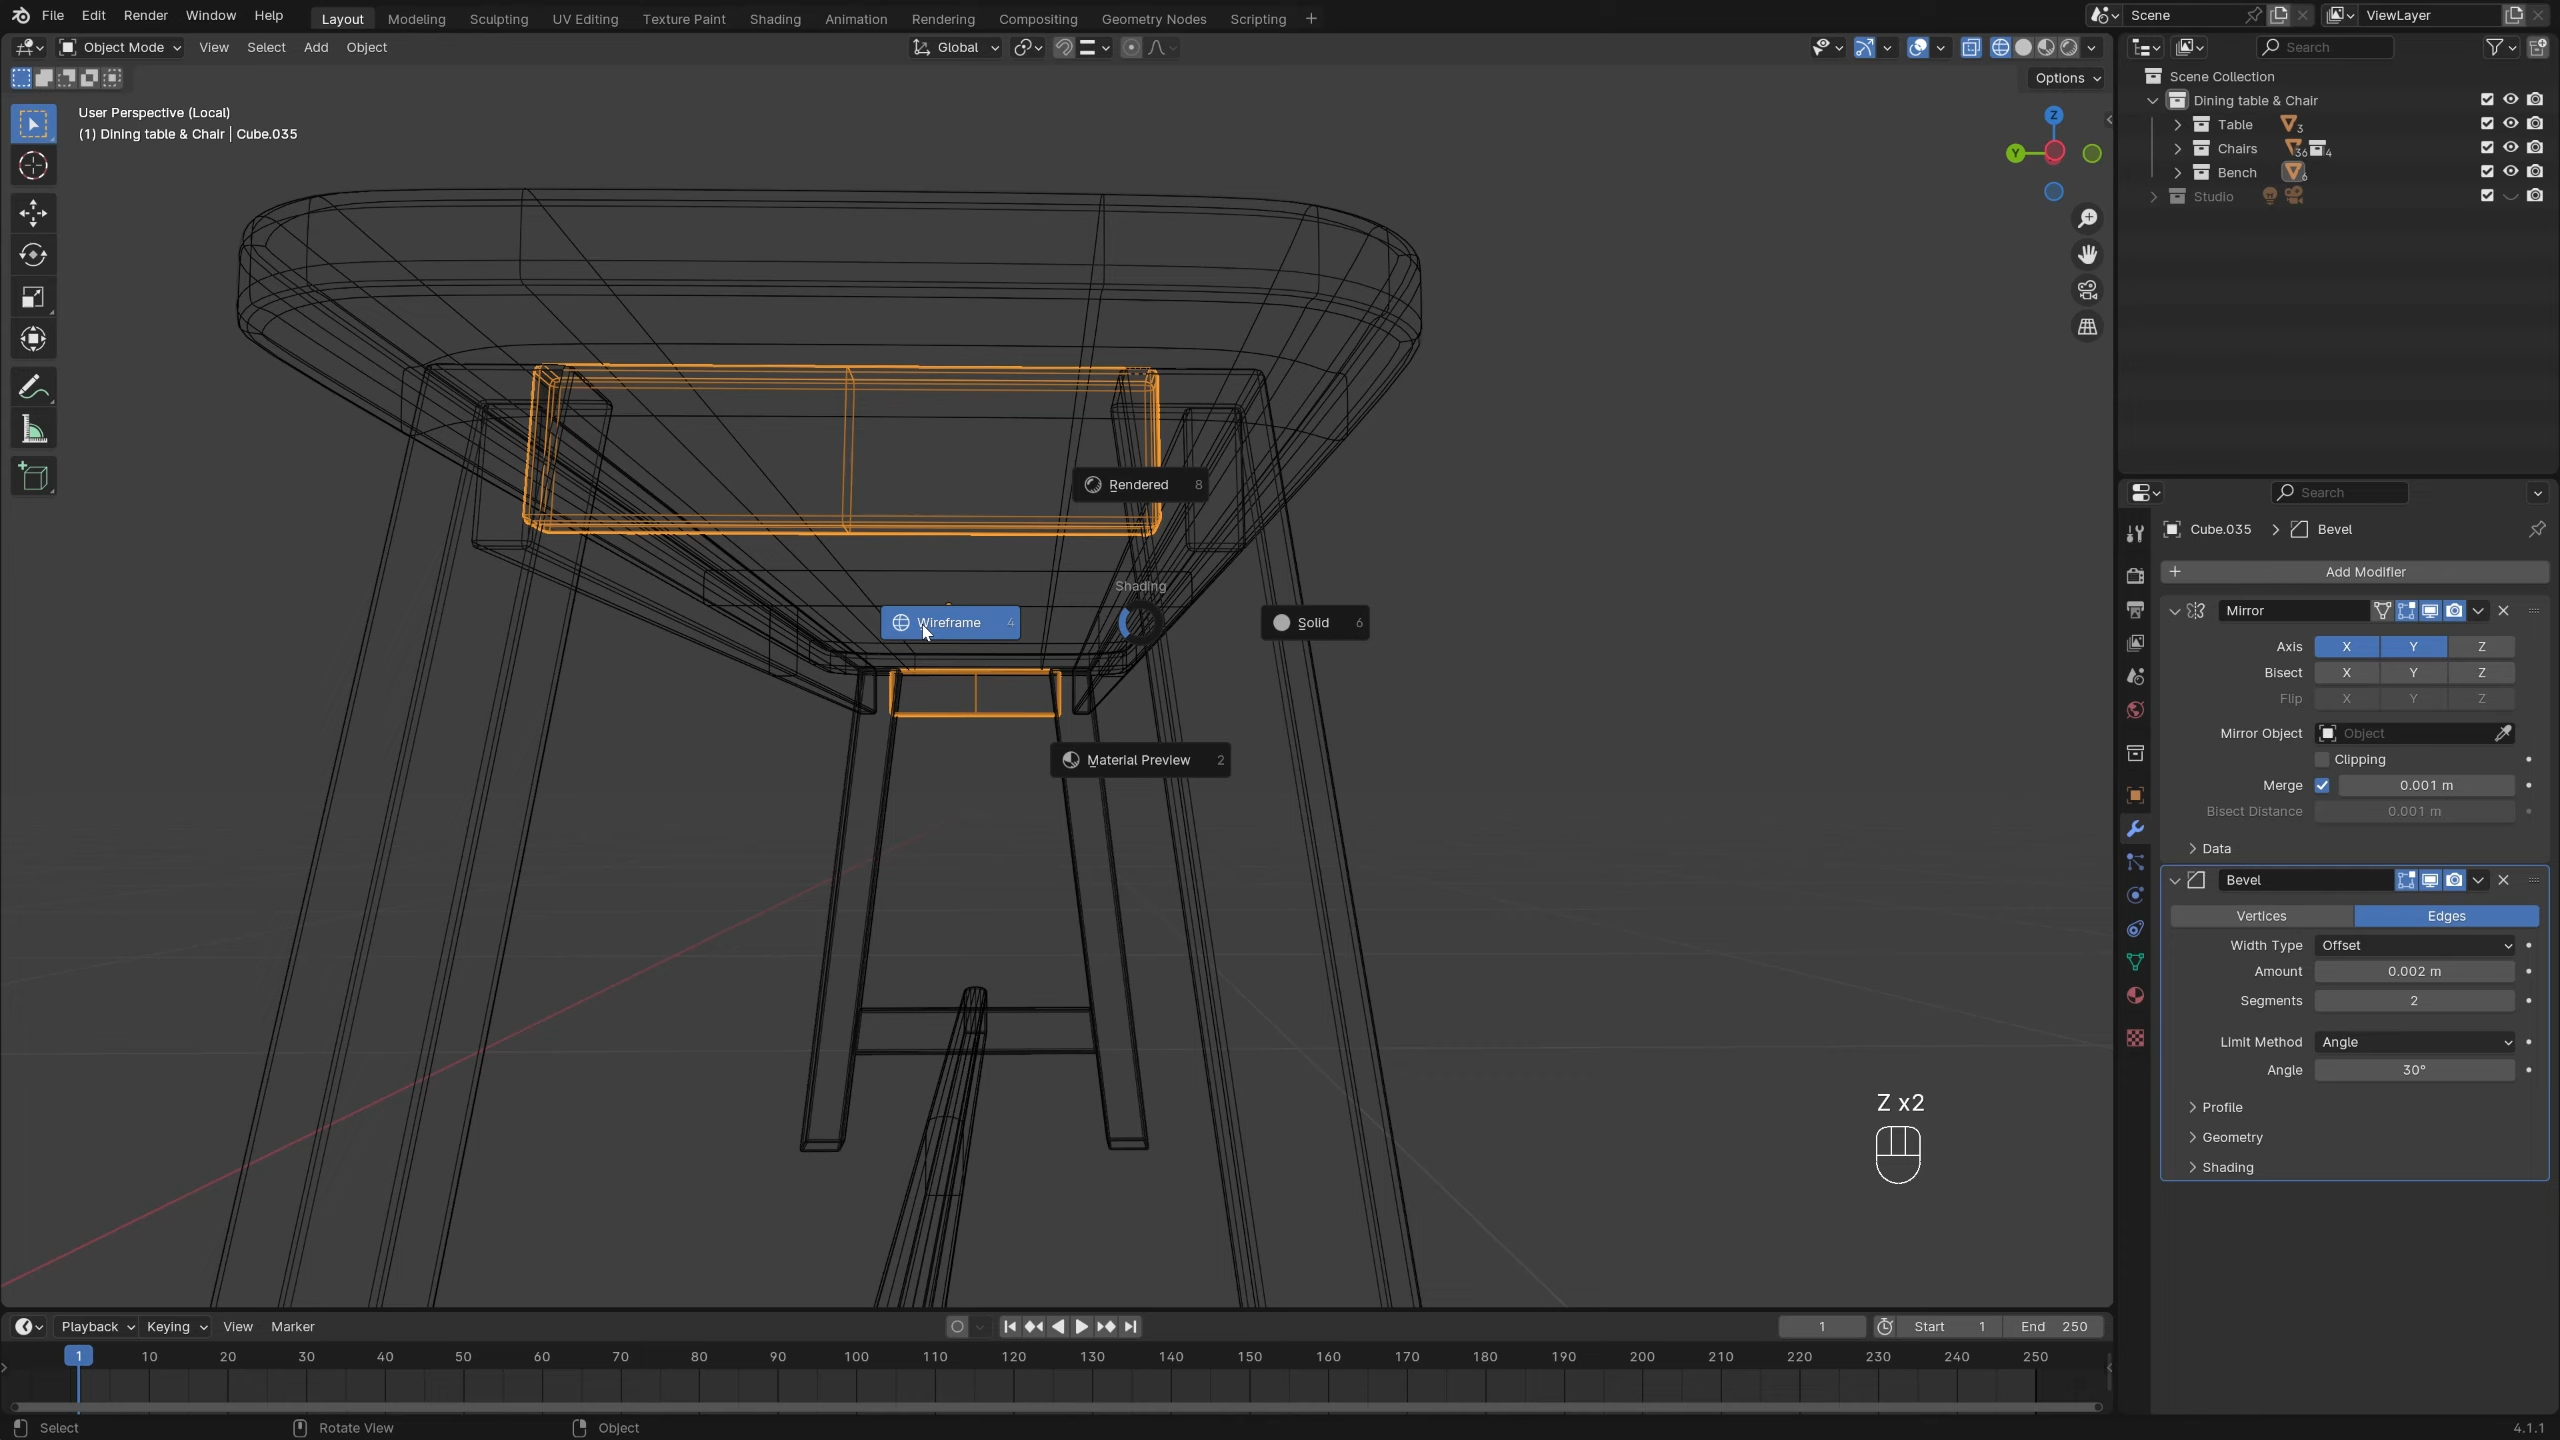 File Edit Render Window Help Layout Modeling Sculpting UV Editing Texture Paint Shading Animation Rendering Compositing Geometry Nodes Scripting Scene ViewLayer
Object Mode View Select Add Object Global Search
Options
User Perspective (Local)
(1) Dining table & Chair | Cube.035
Z
Y
Scene Collection
Dining table & Chair
Table 3
Chairs 36 4
Bench 6
Studio
Rendered 8
Shading
Wireframe 4
Solid 6
Material Preview 2
Z x2
Search
Cube.035 > Bevel
Add Modifier
Mirror
Axis X Y Z
Bisect X Y Z
Flip X Y Z
Mirror Object Object
Clipping
Merge 0.001 m
Bisect Distance 0.001 m
Data
Bevel
Vertices Edges
Width Type Offset
Amount 0.002 m
Segments 2
Limit Method Angle
Angle 30°
Profile
Geometry
Shading
Playback Keying View Marker 1 Start 1 End 250
1 10 20 30 40 50 60 70 80 90 100 110 120 130 140 150 160 170 180 190 200 210 220 230 240 250
Select Rotate View Object 4.1.1